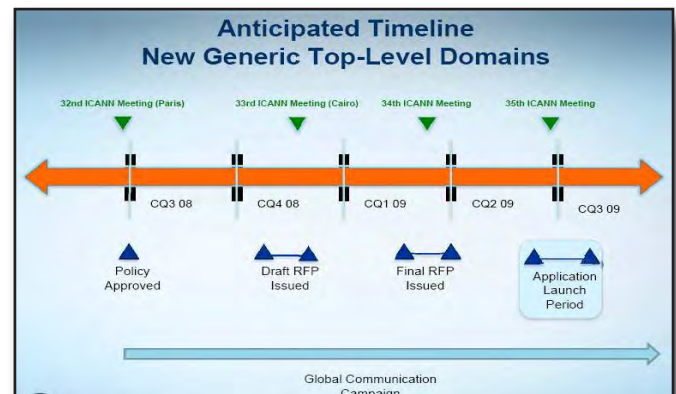 Anticipated Timeline
New Generic Top-Level Domains
32nd ICANN Meeting (Paris)
33rd ICANN Meeting (Cairo)
34th ICANN Meeting
35th ICANN Meeting
CQ3 08
CQ4 08
CQ1 09
CQ2 09
CQ3 09
Policy
Approved
Draft RFP
Issued
Final RFP
Issued
Application
Launch
Period
Global Communication
Campaign